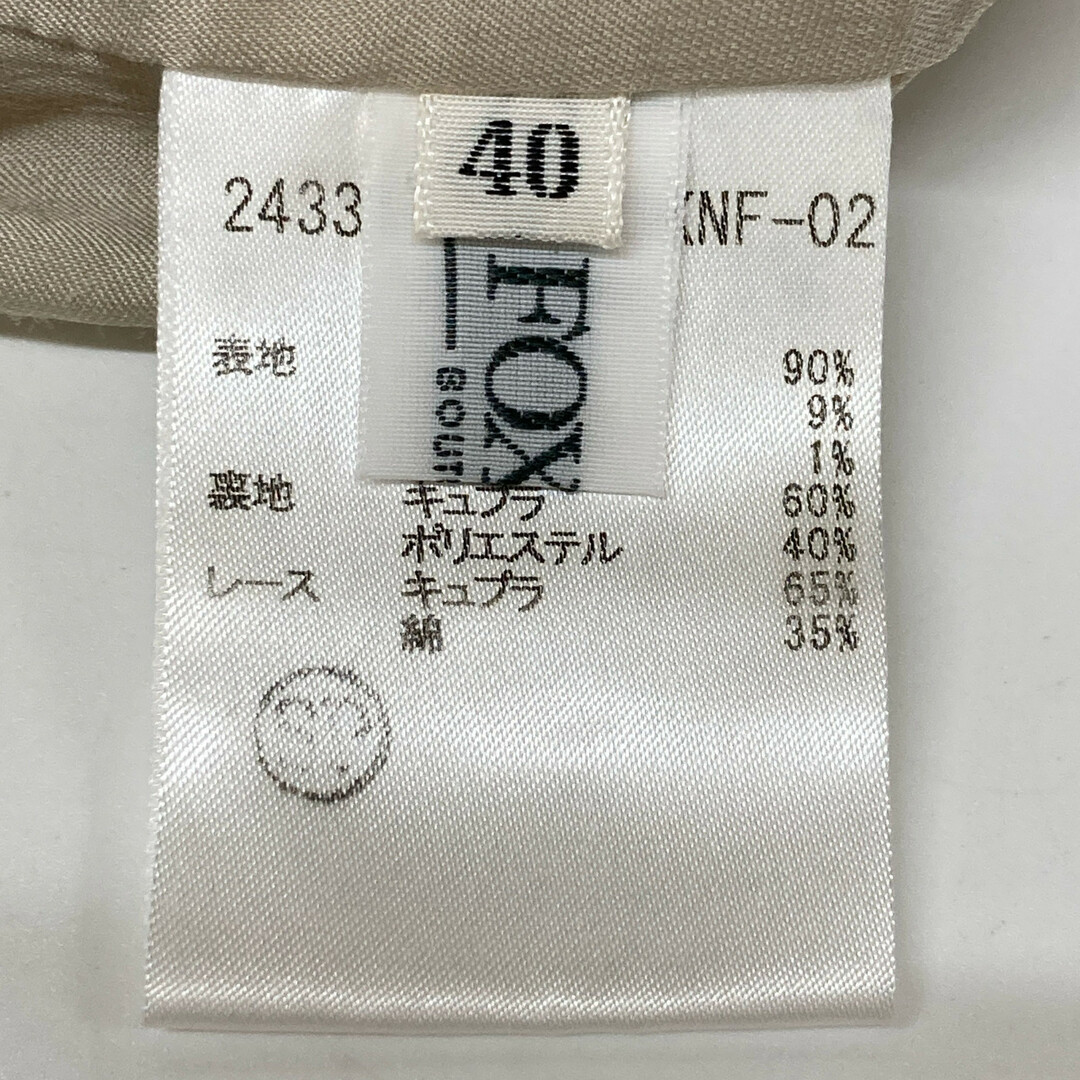 40
2433
NF-02
FOX
BOUT
表地 90%
9%
1%
裏地 キュプラ 60%
ポリエステル 40%
レース キュプラ 65%
綿 35%